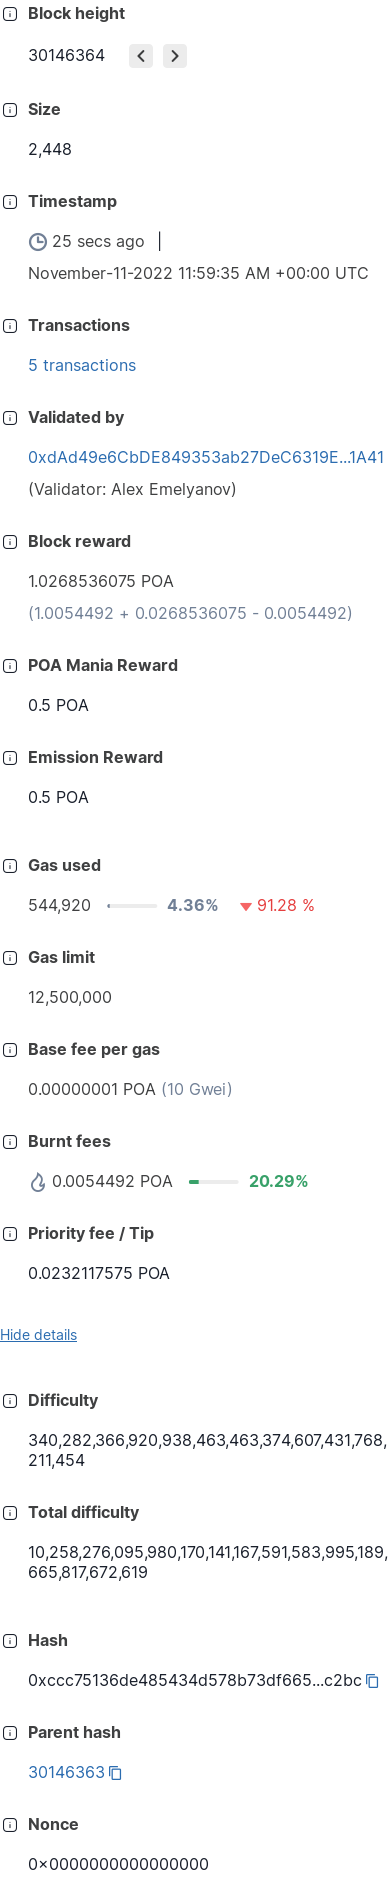 Block height
30146364
Size
2,448
Timestamp
25 secs ago |
November-11-2022 11:59:35 AM +00:00 UTC
Transactions
5 transactions
Validated by
0xdAd49e6CbDE849353ab27DeC6319E...1A41
(Validator: Alex Emelyanov)
Block reward
1.0268536075 POA
(1.0054492 + 0.0268536075 - 0.0054492)
POA Mania Reward
0.5 POA
Emission Reward
0.5 POA
Gas used
544,920 4.36% 91.28 %
Gas limit
12,500,000
Base fee per gas
0.00000001 POA (10 Gwei)
Burnt fees
0.0054492 POA 20.29%
Priority fee / Tip
0.0232117575 POA
Hide details
Difficulty
340,282,366,920,938,463,463,374,607,431,768,
211,454
Total difficulty
10,258,276,095,980,170,141,167,591,583,995,189,
665,817,672,619
Hash
0xccc75136de485434d578b73df665...c2bc
Parent hash
30146363
Nonce
0x0000000000000000